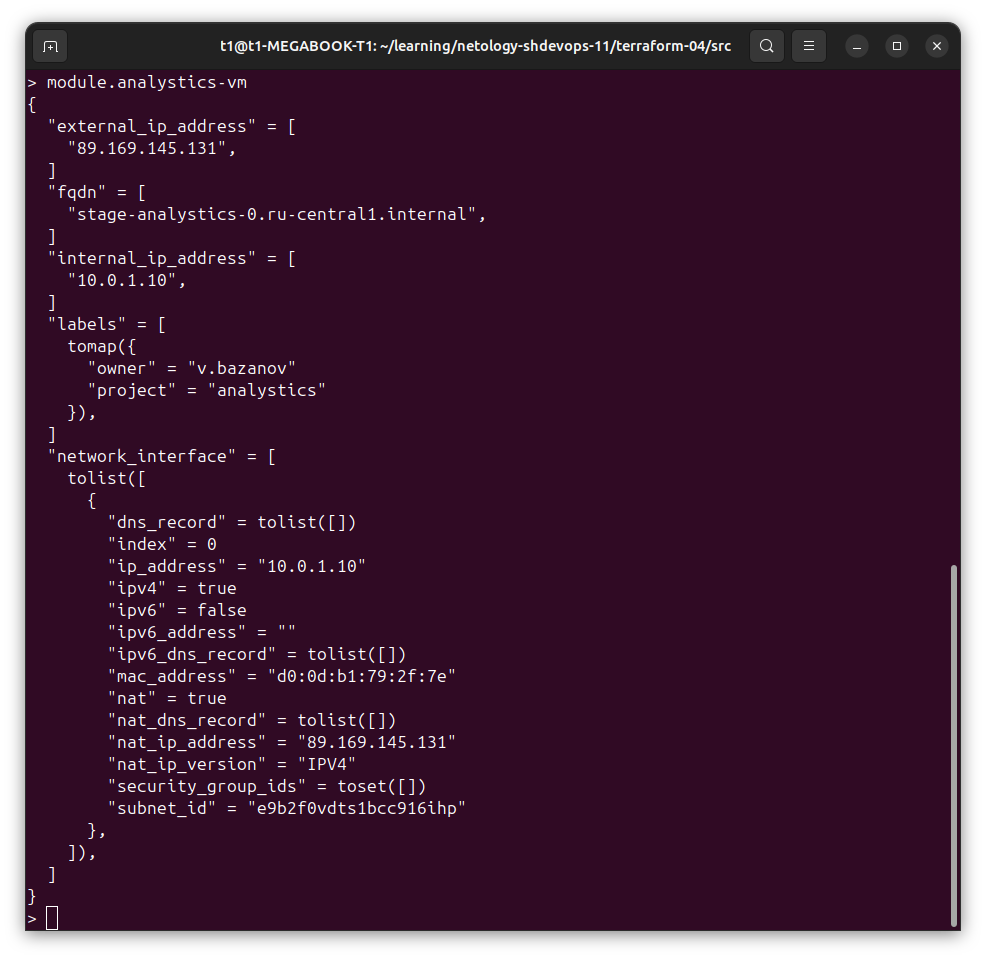 t1@t1-MEGABOOK-T1: ~/learning/netology-shdevops-11/terraform-04/src
> module.analystics-vm
{
  "external_ip_address" = [
    "89.169.145.131",
  ]
  "fqdn" = [
    "stage-analystics-0.ru-central1.internal",
  ]
  "internal_ip_address" = [
    "10.0.1.10",
  ]
  "labels" = [
    tomap({
      "owner" = "v.bazanov"
      "project" = "analystics"
    }),
  ]
  "network_interface" = [
    tolist([
      {
        "dns_record" = tolist([])
        "index" = 0
        "ip_address" = "10.0.1.10"
        "ipv4" = true
        "ipv6" = false
        "ipv6_address" = ""
        "ipv6_dns_record" = tolist([])
        "mac_address" = "d0:0d:b1:79:2f:7e"
        "nat" = true
        "nat_dns_record" = tolist([])
        "nat_ip_address" = "89.169.145.131"
        "nat_ip_version" = "IPV4"
        "security_group_ids" = toset([])
        "subnet_id" = "e9b2f0vdts1bcc916ihp"
      },
    ]),
  ]
}
>